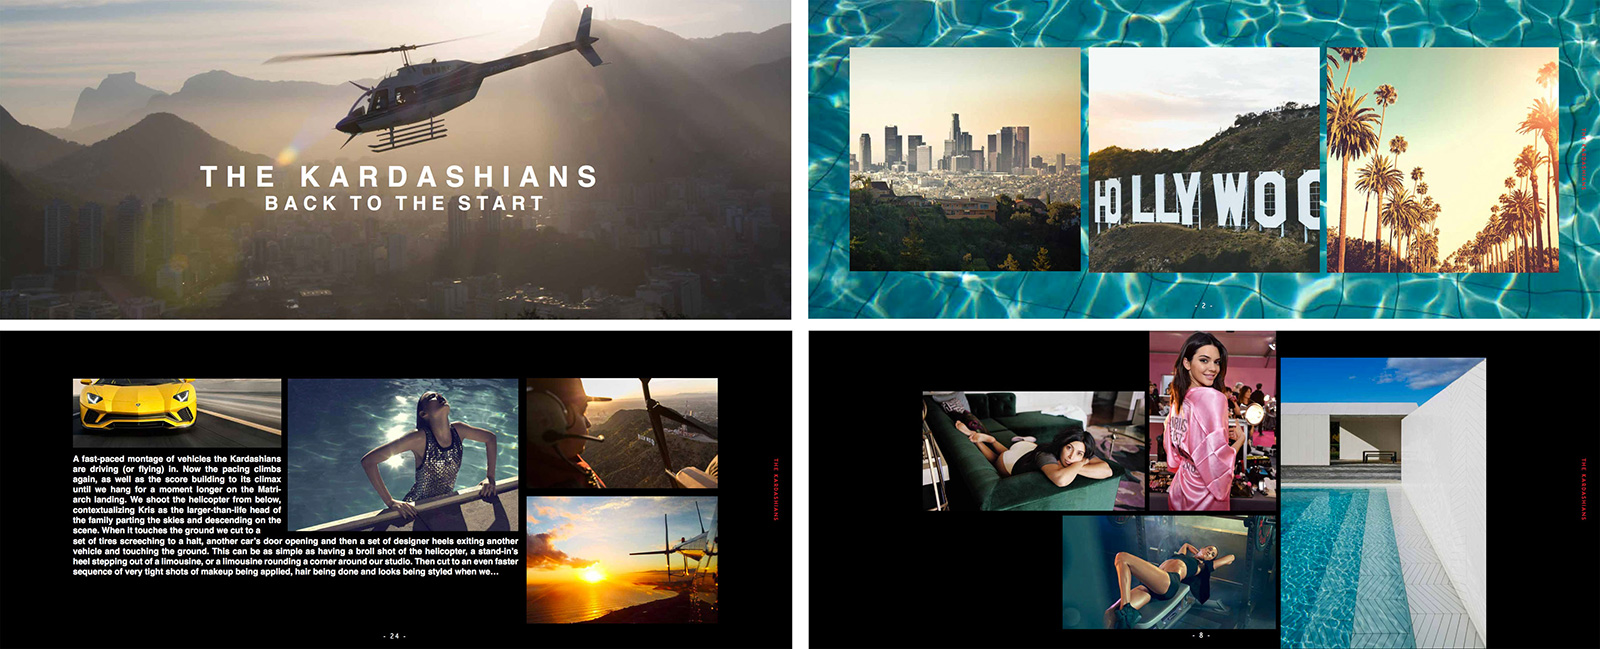 THE KARDASHIANS
BACK TO THE START
HOLLYWOO
- 2 -
A fast-paced montage of vehicles the Kardashians
are driving (or flying) in. Now the pacing climbs
again, as well as the score building to its climax
until we hang for a moment longer on the Matri-
arch landing. We shoot the helicopter from below,
contextualizing Kris as the larger-than-life head of
the family parting the skies and descending on the
scene. When it touches the ground we cut to a
set of tires screeching to a halt, another car's door opening and then a set of designer heels exiting another
vehicle and touching the ground. This can be as simple as having a broll shot of the helicopter, a stand-in's
heel stepping out of a limousine, or a limousine rounding a corner around our studio. Then cut to an even faster
sequence of very tight shots of makeup being applied, hair being done and looks being styled when we...
THE KARDASHIANS
- 24 -
THE KARDASHIANS
- 8 -